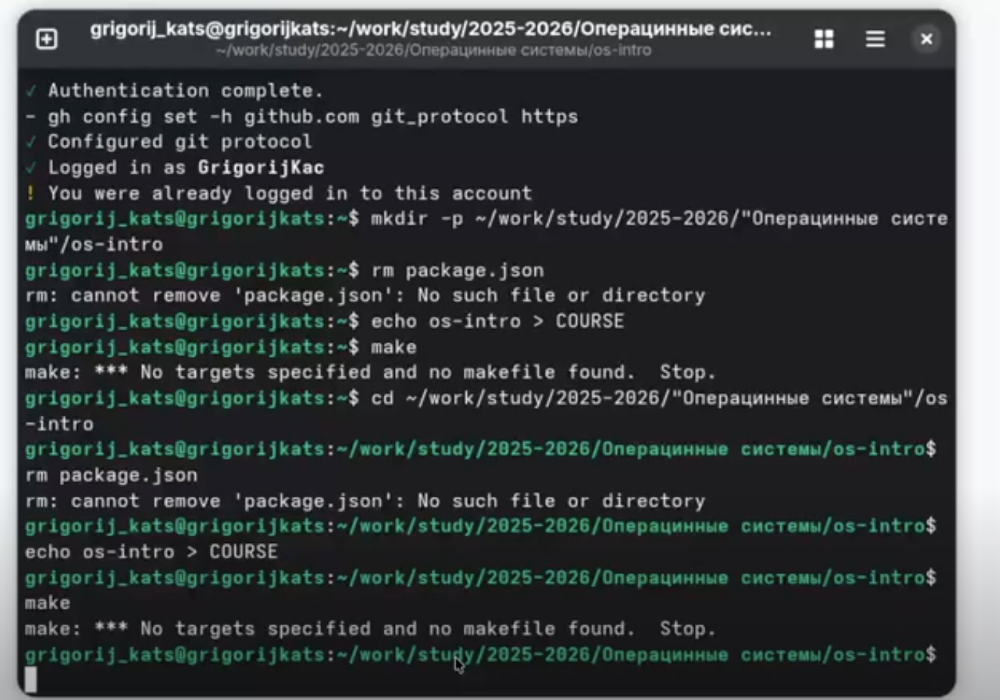 grigorij_kats@grigorijkats:~/work/study/2025-2026/Операцинные сис...
~/work/study/2025-2026/Операцинные системы/os-intro
✓ Authentication complete.
- gh config set -h github.com git_protocol https
✓ Configured git protocol
✓ Logged in as GrigorijKac
! You were already logged in to this account
grigorij_kats@grigorijkats:~$ mkdir -p ~/work/study/2025-2026/"Операцинные систе
мы"/os-intro
grigorij_kats@grigorijkats:~$ rm package.json
rm: cannot remove 'package.json': No such file or directory
grigorij_kats@grigorijkats:~$ echo os-intro > COURSE
grigorij_kats@grigorijkats:~$ make
make: *** No targets specified and no makefile found.  Stop.
grigorij_kats@grigorijkats:~$ cd ~/work/study/2025-2026/"Операцинные системы"/os
-intro
grigorij_kats@grigorijkats:~/work/study/2025-2026/Операцинные системы/os-intro$
rm package.json
rm: cannot remove 'package.json': No such file or directory
grigorij_kats@grigorijkats:~/work/study/2025-2026/Операцинные системы/os-intro$
echo os-intro > COURSE
grigorij_kats@grigorijkats:~/work/study/2025-2026/Операцинные системы/os-intro$
make
make: *** No targets specified and no makefile found.  Stop.
grigorij_kats@grigorijkats:~/work/study/2025-2026/Операцинные системы/os-intro$